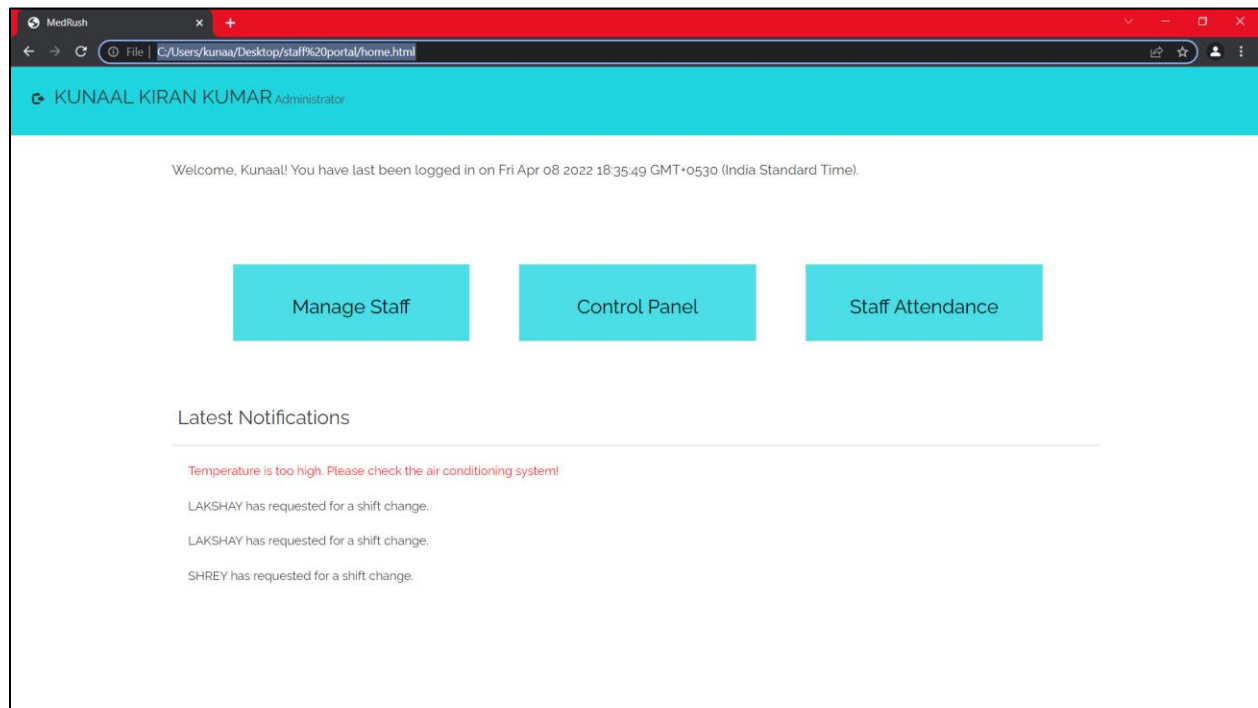 MedRush
File | C:/Users/kunaa/Desktop/staff%20portal/home.html
KUNAAL KIRAN KUMAR Administrator
Welcome, Kunaal! You have last been logged in on Fri Apr 08 2022 18:35:49 GMT+0530 (India Standard Time).
Manage Staff Control Panel Staff Attendance
Latest Notifications
Temperature is too high. Please check the air conditioning system!
LAKSHAY has requested for a shift change.
LAKSHAY has requested for a shift change.
SHREY has requested for a shift change.